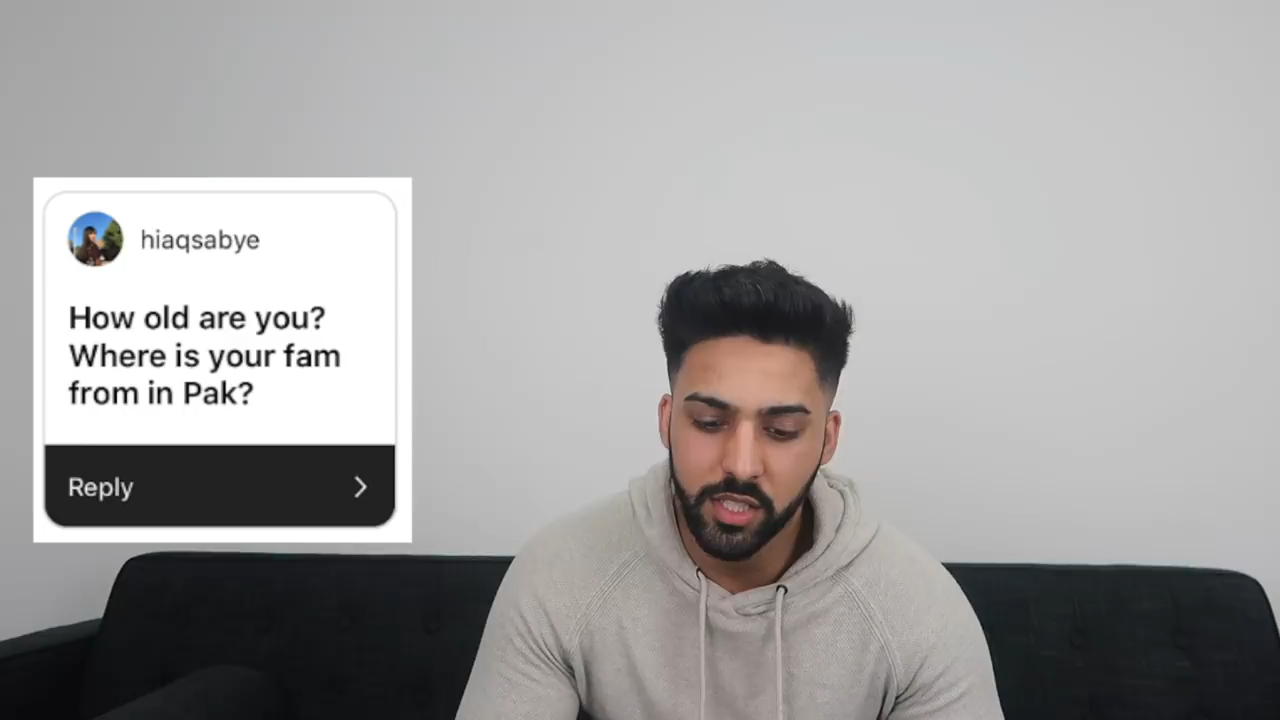 hiaqsabye
How old are you?
Where is your fam
from in Pak?
Reply